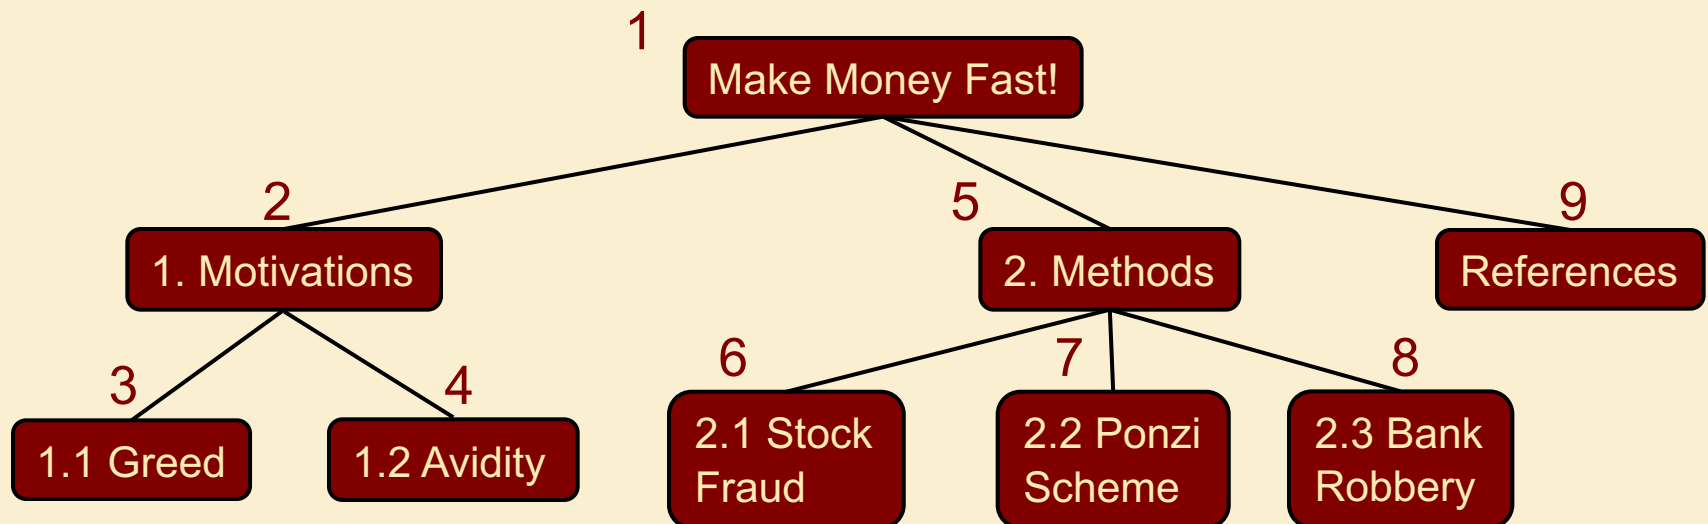 1
Make Money Fast!
2
5
9
1. Motivations
2. Methods
References
3
4
6
7
8
1.1 Greed
1.2 Avidity
2.1 Stock
Fraud
2.2 Ponzi
Scheme
2.3 Bank
Robbery